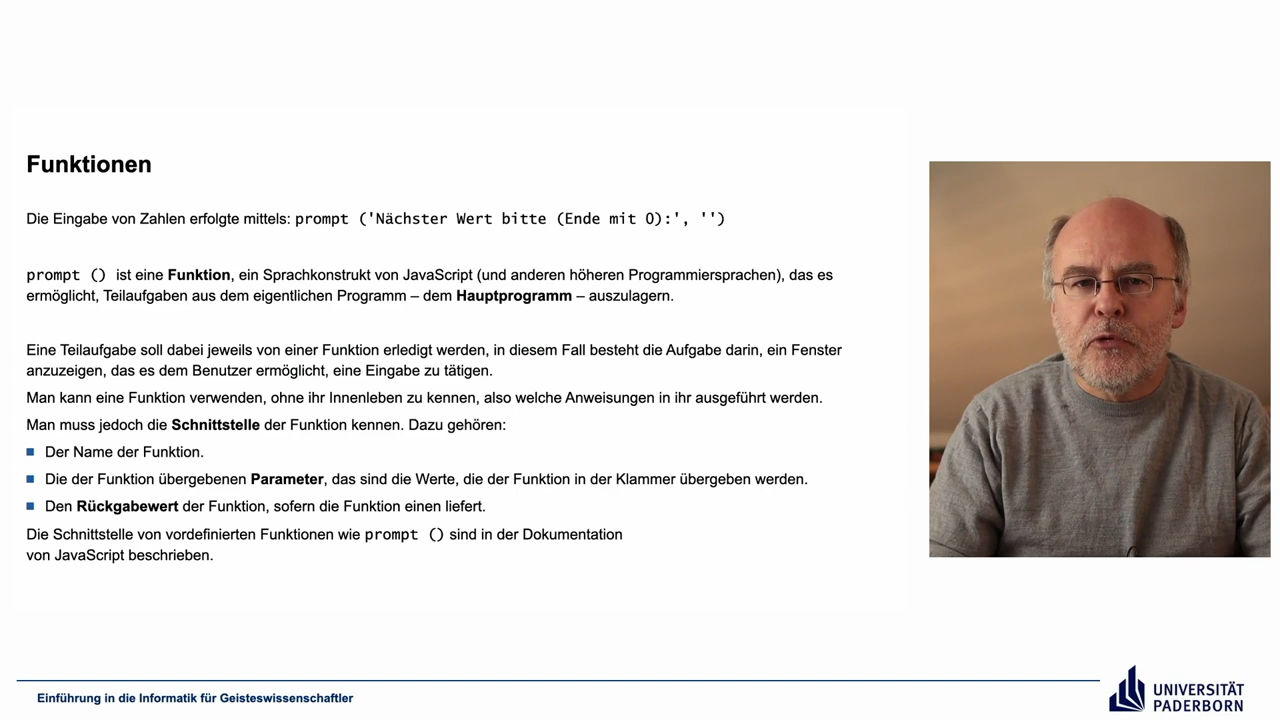 Funktionen
Die Eingabe von Zahlen erfolgte mittels: prompt ('Nächster Wert bitte (Ende mit 0):', '')
prompt () ist eine Funktion, ein Sprachkonstrukt von JavaScript (und anderen höheren Programmiersprachen), das es
ermöglicht, Teilaufgaben aus dem eigentlichen Programm – dem Hauptprogramm – auszulagern.
Eine Teilaufgabe soll dabei jeweils von einer Funktion erledigt werden, in diesem Fall besteht die Aufgabe darin, ein Fenster
anzuzeigen, das es dem Benutzer ermöglicht, eine Eingabe zu tätigen.
Man kann eine Funktion verwenden, ohne ihr Innenleben zu kennen, also welche Anweisungen in ihr ausgeführt werden.
Man muss jedoch die Schnittstelle der Funktion kennen. Dazu gehören:
Der Name der Funktion.
Die der Funktion übergebenen Parameter, das sind die Werte, die der Funktion in der Klammer übergeben werden.
Den Rückgabewert der Funktion, sofern die Funktion einen liefert.
Die Schnittstelle von vordefinierten Funktionen wie prompt () sind in der Dokumentation
von JavaScript beschrieben.
Einführung in die Informatik für Geisteswissenschaftler
UNIVERSITÄT
PADERBORN